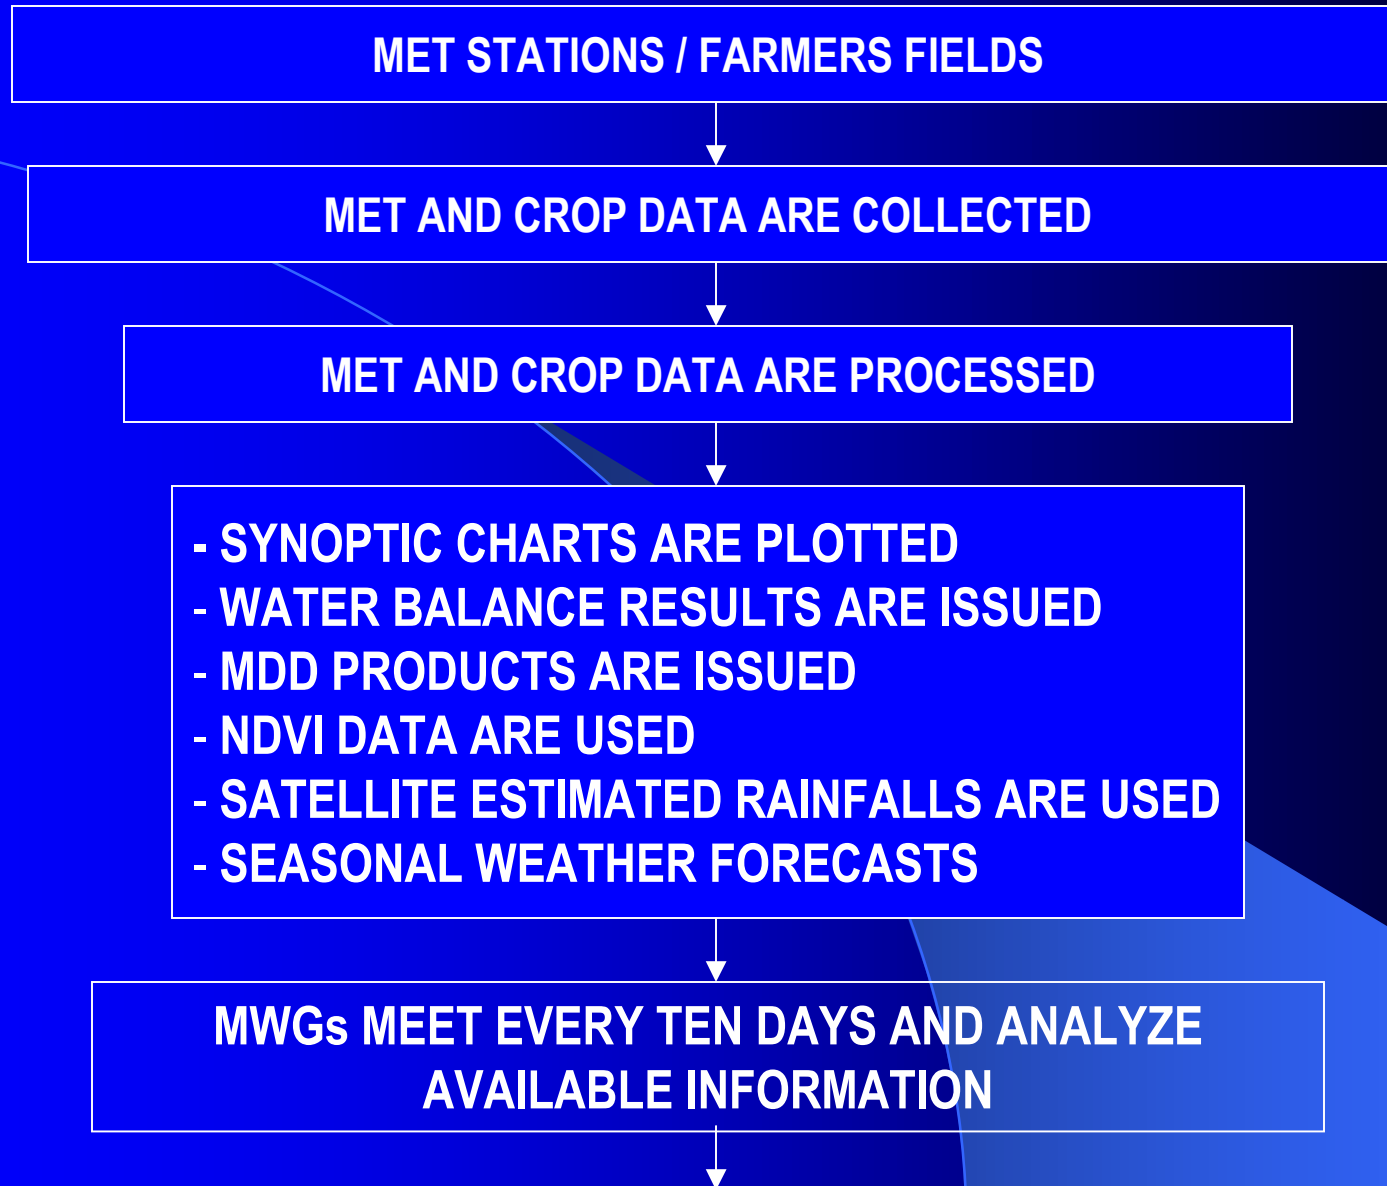 MET STATIONS / FARMERS FIELDS
MET AND CROP DATA ARE COLLECTED
MET AND CROP DATA ARE PROCESSED
- SYNOPTIC CHARTS ARE PLOTTED
- WATER BALANCE RESULTS ARE ISSUED
- MDD PRODUCTS ARE ISSUED
- NDVI DATA ARE USED
- SATELLITE ESTIMATED RAINFALLS ARE USED
- SEASONAL WEATHER FORECASTS
MWGs MEET EVERY TEN DAYS AND ANALYZE
AVAILABLE INFORMATION